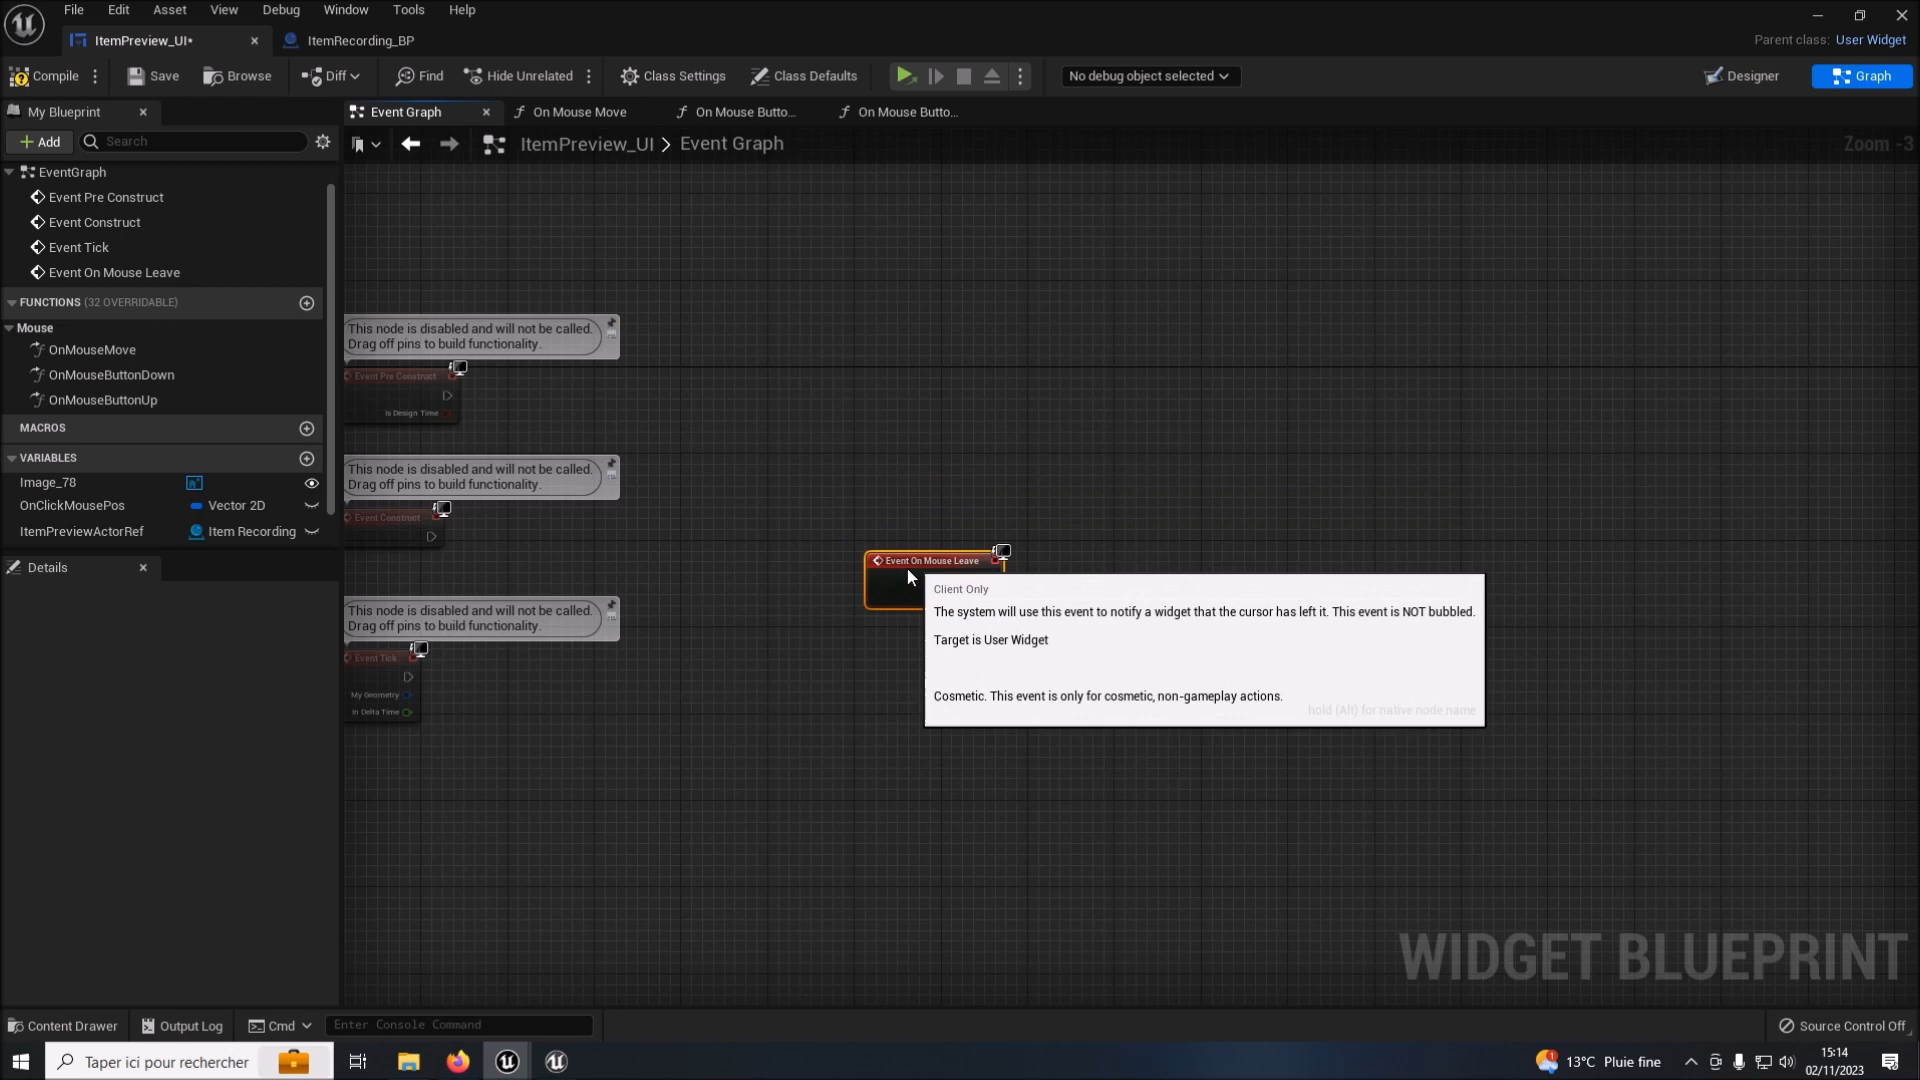 File Edit Asset View Debug Window Tools Help
ItemPreview_UI•
ItemRecording_BP
Parent class: User Widget
Compile
Save
Browse
Diff
Find
Hide Unrelated
Class Settings
Class Defaults
No debug object selected
Designer
Graph
My Blueprint
Event Graph
On Mouse Move
On Mouse Butto...
On Mouse Butto...
Add
Search
ItemPreview_UI > Event Graph
Zoom -3
EventGraph
Event Pre Construct
Event Construct
Event Tick
Event On Mouse Leave
FUNCTIONS (32 OVERRIDABLE)
Mouse
OnMouseMove
OnMouseButtonDown
OnMouseButtonUp
MACROS
VARIABLES
Image_78
OnClickMousePos Vector 2D
ItemPreviewActorRef Item Recording
Details
This node is disabled and will not be called.
Drag off pins to build functionality.
Event Pre Construct
Is Design Time
This node is disabled and will not be called.
Drag off pins to build functionality.
Event Construct
This node is disabled and will not be called.
Drag off pins to build functionality.
Event Tick
My Geometry
In Delta Time
Event On Mouse Leave
Client Only
The system will use this event to notify a widget that the cursor has left it. This event is NOT bubbled.
Target is User Widget
Cosmetic. This event is only for cosmetic, non-gameplay actions.
hold (Alt) for native node name
WIDGET BLUEPRINT
Content Drawer
Output Log
Cmd
Enter Console Command
Source Control Off
Taper ici pour rechercher
13°C Pluie fine
15:14
02/11/2023